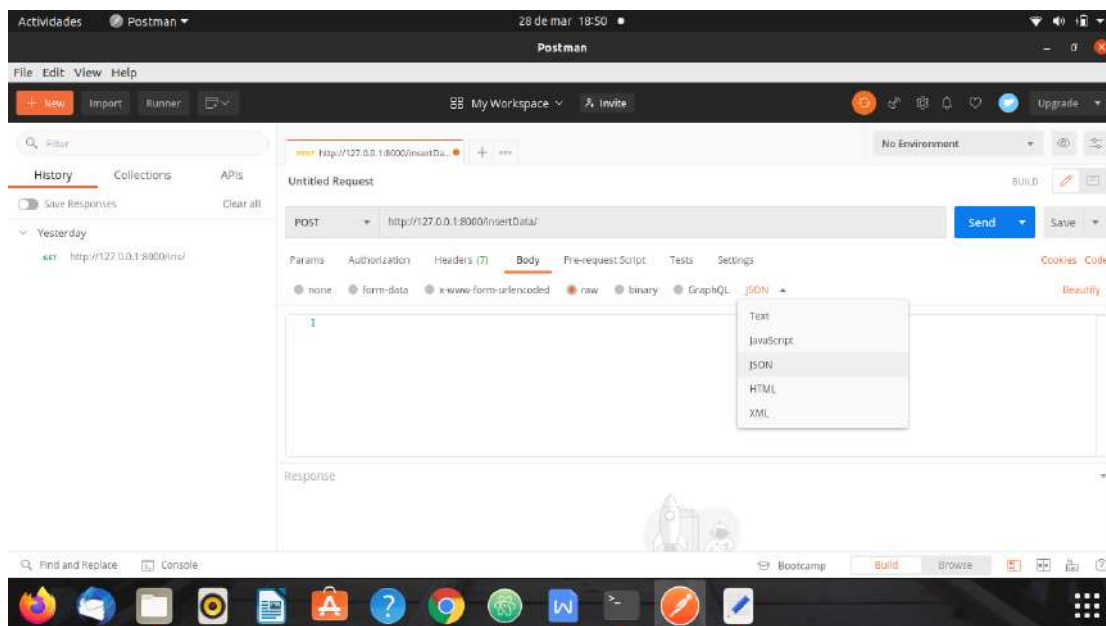 Actividades Postman 28 de mar 18:50
Postman
File Edit View Help
+ New Import Runner My Workspace Invite Upgrade
Filter
History Collections APIs
Save Responses Clear all
Yesterday
GET http://127.0.0.1:8000/iris/
POST http://127.0.0.1:8000/insertDa... + ... No Environment
Untitled Request BUILD
POST http://127.0.0.1:8000/insertData/ Send Save
Params Authorization Headers (7) Body Pre-request Script Tests Settings Cookies Code
none form-data x-www-form-urlencoded raw binary GraphQL JSON Beautify
1
Text
JavaScript
JSON
HTML
XML
Response
Find and Replace Console Bootcamp Build Browse